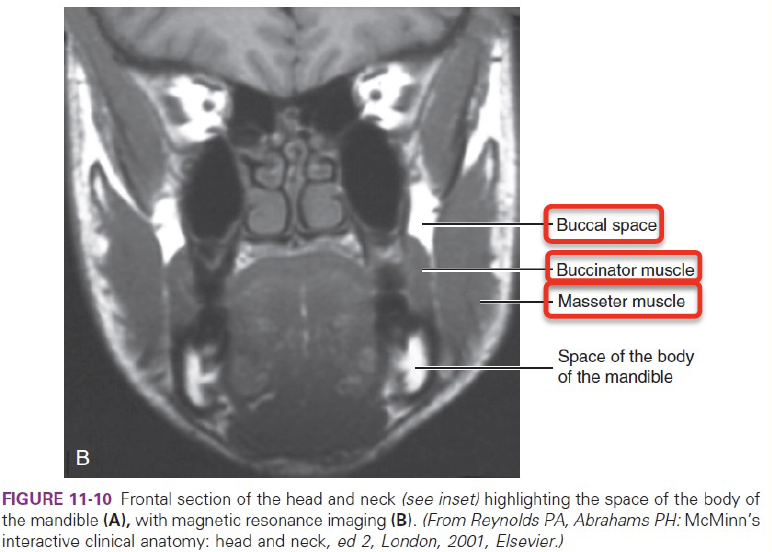 Buccal space
Buccinator muscle
Masseter muscle
Space of the body
of the mandible
B
FIGURE 11-10 Frontal section of the head and neck (see inset) highlighting the space of the body of
the mandible (A), with magnetic resonance imaging (B). (From Reynolds PA, Abrahams PH: McMinn's
interactive clinical anatomy: head and neck, ed 2, London, 2001, Elsevier.)